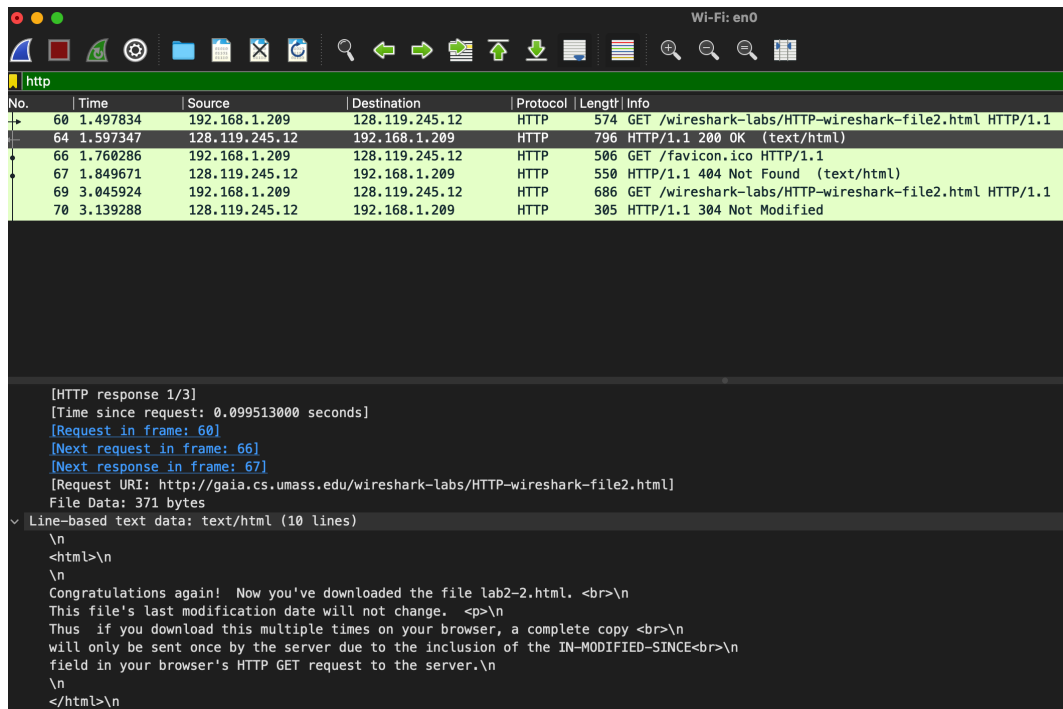 Wi-Fi: en0
http
No. Time Source Destination Protocol Length Info
60 1.497834 192.168.1.209 128.119.245.12 HTTP 574 GET /wireshark-labs/HTTP-wireshark-file2.html HTTP/1.1
64 1.597347 128.119.245.12 192.168.1.209 HTTP 796 HTTP/1.1 200 OK (text/html)
66 1.760286 192.168.1.209 128.119.245.12 HTTP 506 GET /favicon.ico HTTP/1.1
67 1.849671 128.119.245.12 192.168.1.209 HTTP 550 HTTP/1.1 404 Not Found (text/html)
69 3.045924 192.168.1.209 128.119.245.12 HTTP 686 GET /wireshark-labs/HTTP-wireshark-file2.html HTTP/1.1
70 3.139288 128.119.245.12 192.168.1.209 HTTP 305 HTTP/1.1 304 Not Modified
[HTTP response 1/3]
[Time since request: 0.099513000 seconds]
[Request in frame: 60]
[Next request in frame: 66]
[Next response in frame: 67]
[Request URI: http://gaia.cs.umass.edu/wireshark-labs/HTTP-wireshark-file2.html]
File Data: 371 bytes
Line-based text data: text/html (10 lines)
\n
<html>\n
\n
Congratulations again!  Now you've downloaded the file lab2-2.html. <br>\n
This file's last modification date will not change.  <p>\n
Thus  if you download this multiple times on your browser, a complete copy <br>\n
will only be sent once by the server due to the inclusion of the IN-MODIFIED-SINCE<br>\n
field in your browser's HTTP GET request to the server.\n
\n
</html>\n